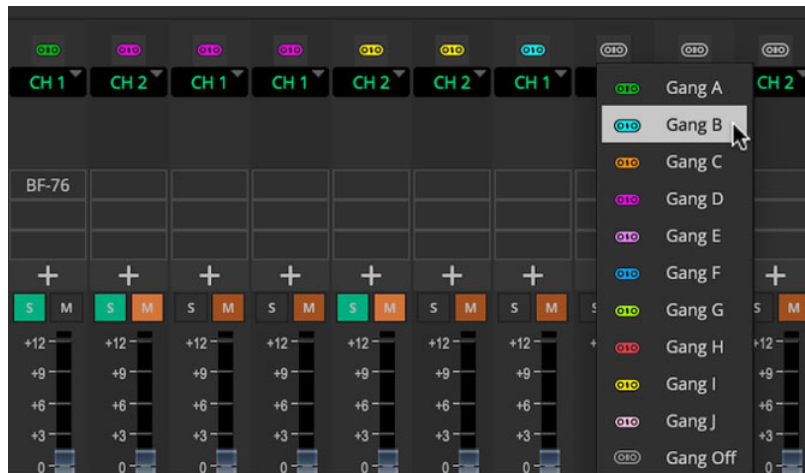 CH 1 CH 2 CH 1 CH 1 CH 2 CH 2 CH 1 CH 2
BF-76
S M S M S M S M S M S M S M S S M
+12 +12 +12 +12 +12 +12 +12 + +12
+9 +9 +9 +9 +9 +9 +9 +9
+6 +6 +6 +6 +6 +6 +6 +6
+3 +3 +3 +3 +3 +3 +3 +3
0 0 0 0 0 0 0 0
Gang A
Gang B
Gang C
Gang D
Gang E
Gang F
Gang G
Gang H
Gang I
Gang J
Gang Off